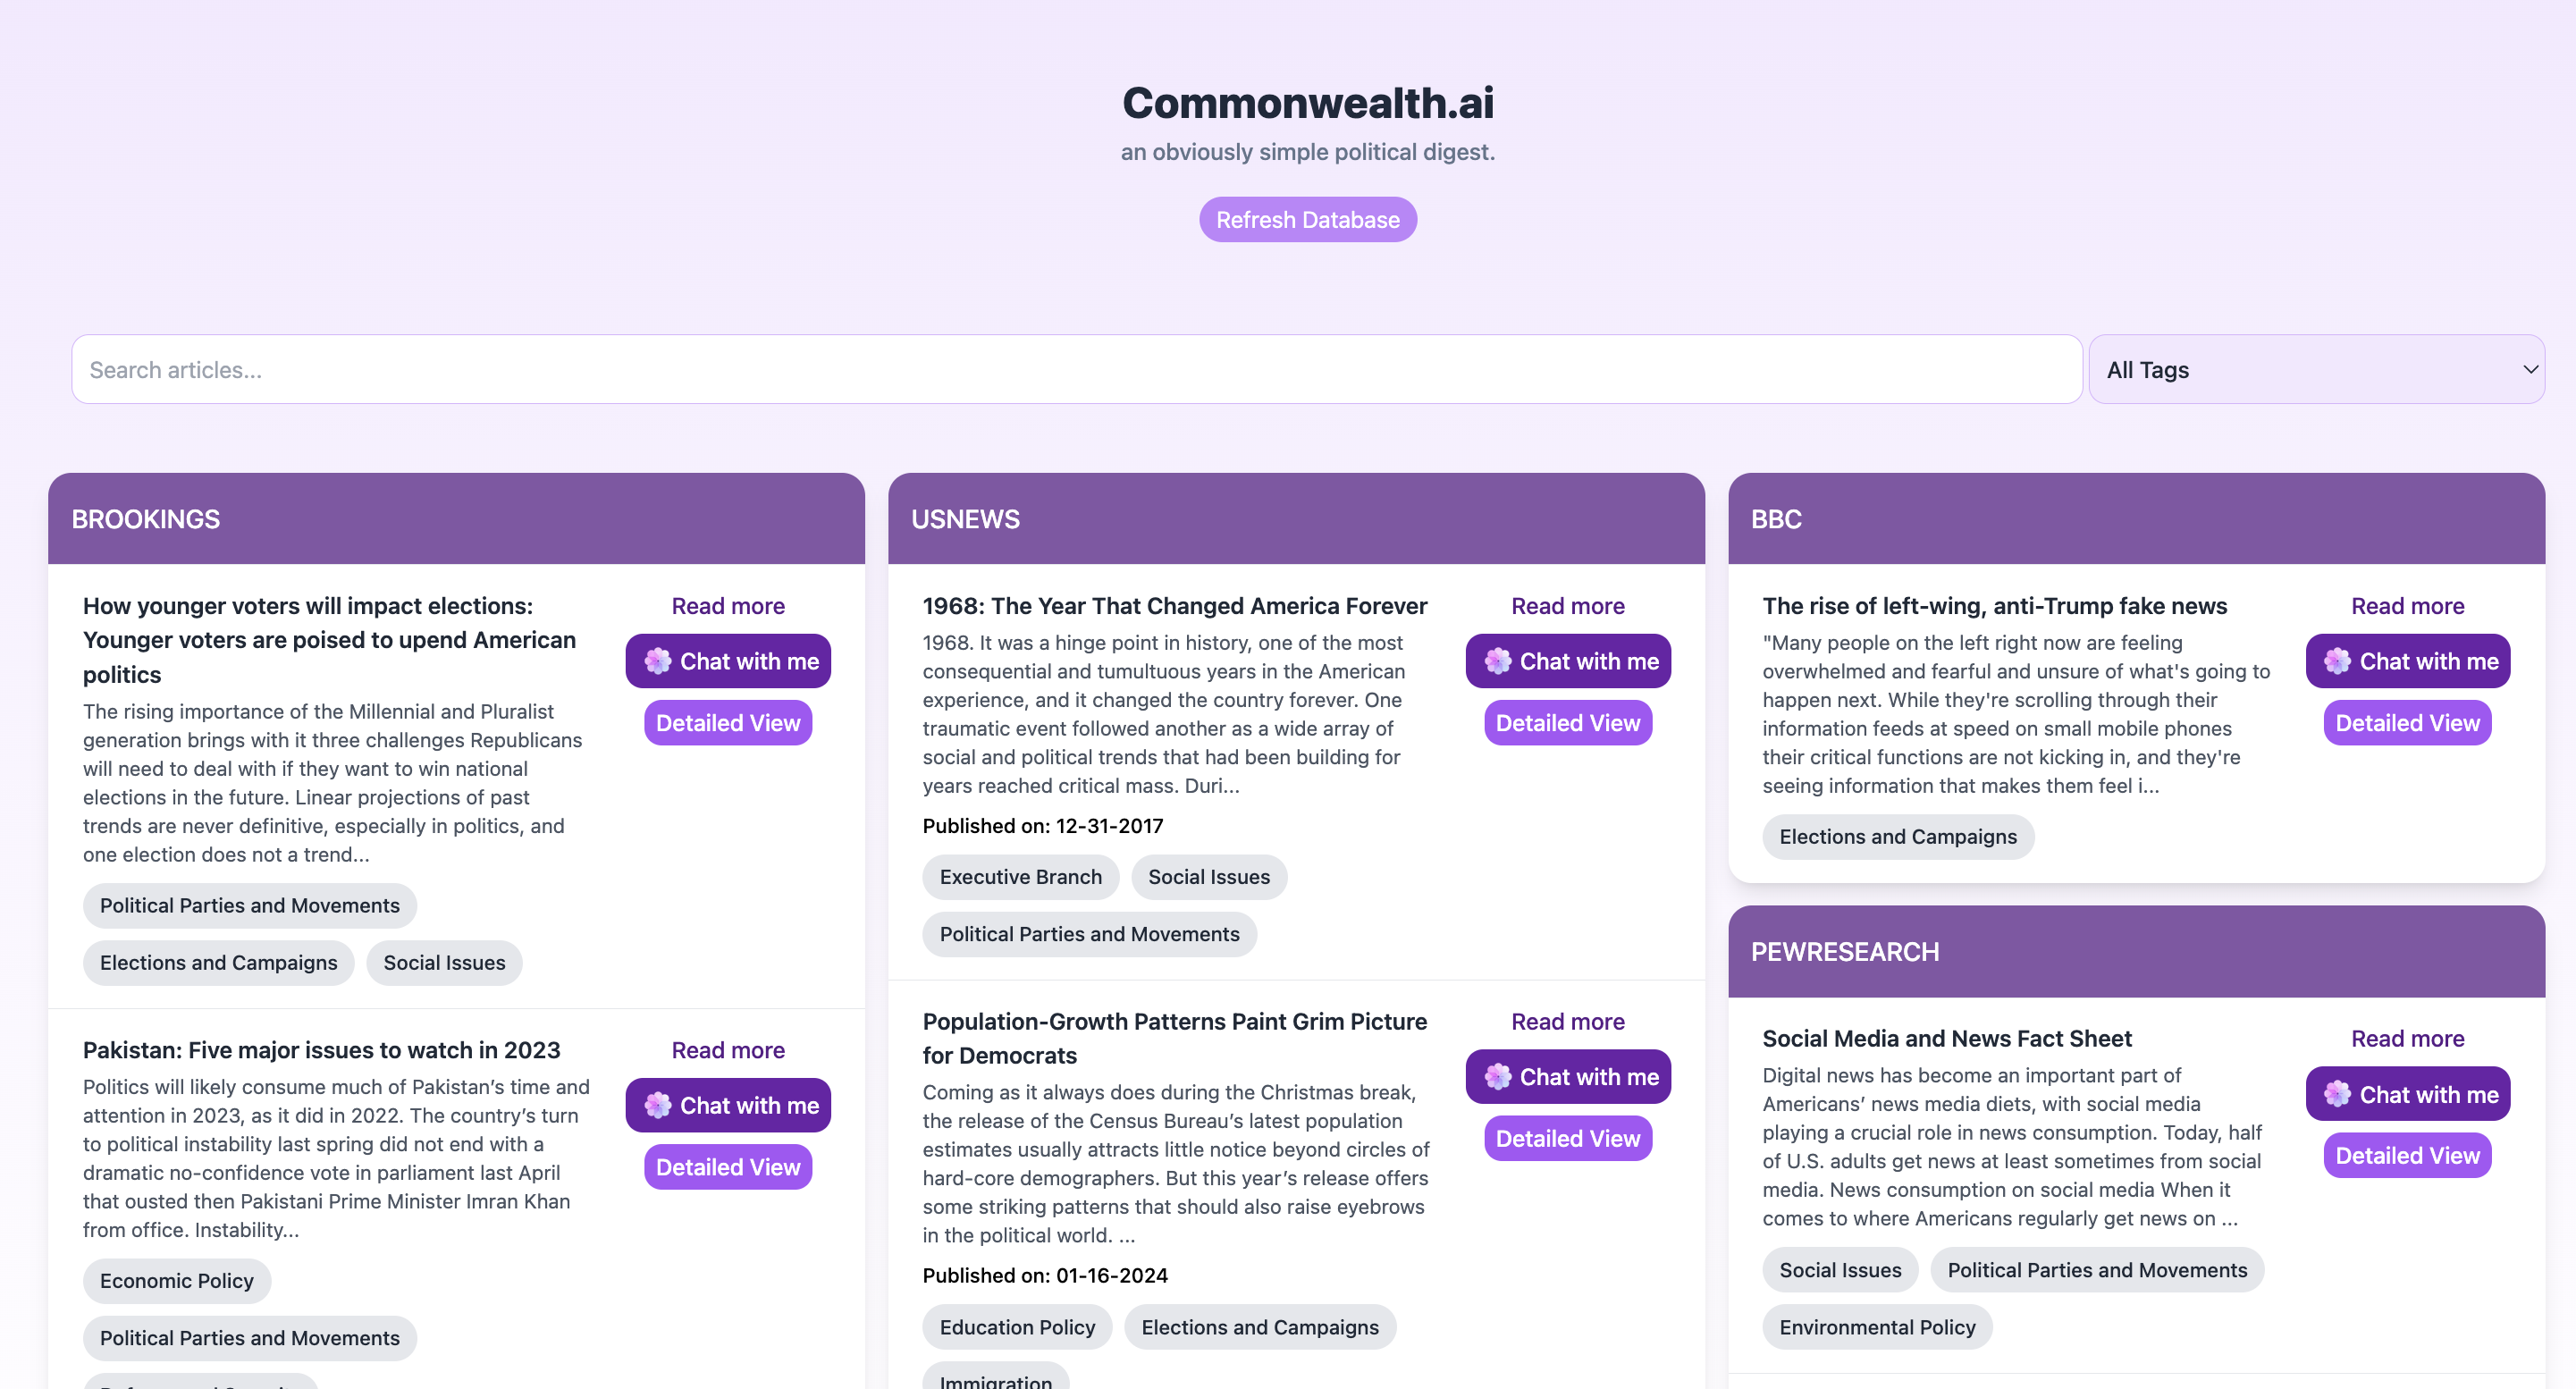 Commonwealth.ai
an obviously simple political digest.
Refresh Database
Search articles...
All Tags
BROOKINGS
How younger voters will impact elections:
Younger voters are poised to upend American
politics
The rising importance of the Millennial and Pluralist
generation brings with it three challenges Republicans
will need to deal with if they want to win national
elections in the future. Linear projections of past
trends are never definitive, especially in politics, and
one election does not a trend...
Political Parties and Movements
Elections and Campaigns
Social Issues
Read more
Chat with me
Detailed View
Pakistan: Five major issues to watch in 2023
Politics will likely consume much of Pakistan’s time and
attention in 2023, as it did in 2022. The country’s turn
to political instability last spring did not end with a
dramatic no-confidence vote in parliament last April
that ousted then Pakistani Prime Minister Imran Khan
from office. Instability...
Economic Policy
Political Parties and Movements
Read more
Chat with me
Detailed View
USNEWS
1968: The Year That Changed America Forever
1968. It was a hinge point in history, one of the most
consequential and tumultuous years in the American
experience, and it changed the country forever. One
traumatic event followed another as a wide array of
social and political trends that had been building for
years reached critical mass. Duri...
Published on: 12-31-2017
Executive Branch
Social Issues
Political Parties and Movements
Read more
Chat with me
Detailed View
Population-Growth Patterns Paint Grim Picture
for Democrats
Coming as it always does during the Christmas break,
the release of the Census Bureau’s latest population
estimates usually attracts little notice beyond circles of
hard-core demographers. But this year’s release offers
some striking patterns that should also raise eyebrows
in the political world. ...
Published on: 01-16-2024
Education Policy
Elections and Campaigns
Immigration
Read more
Chat with me
Detailed View
BBC
The rise of left-wing, anti-Trump fake news
"Many people on the left right now are feeling
overwhelmed and fearful and unsure of what's going to
happen next. While they're scrolling through their
information feeds at speed on small mobile phones
their critical functions are not kicking in, and they're
seeing information that makes them feel i...
Elections and Campaigns
Read more
Chat with me
Detailed View
PEWRESEARCH
Social Media and News Fact Sheet
Digital news has become an important part of
Americans’ news media diets, with social media
playing a crucial role in news consumption. Today, half
of U.S. adults get news at least sometimes from social
media. News consumption on social media When it
comes to where Americans regularly get news on ...
Social Issues
Political Parties and Movements
Environmental Policy
Read more
Chat with me
Detailed View